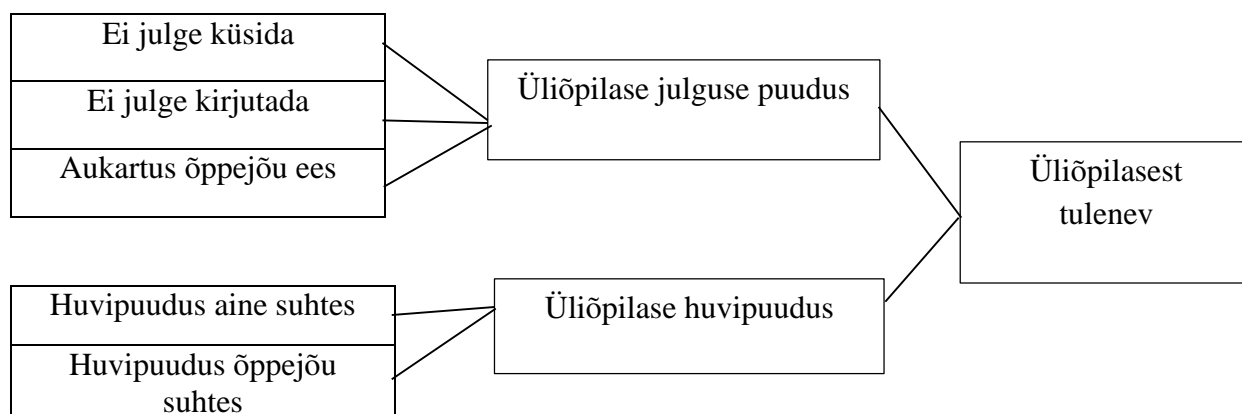 Ei julge küsida
Ei julge kirjutada
Aukartus õppejõu ees
Üliõpilase julguse puudus
Üliõpilasest
tulenev
Huvipuudus aine suhtes
Huvipuudus õppejõu
suhtes
Üliõpilase huvipuudus